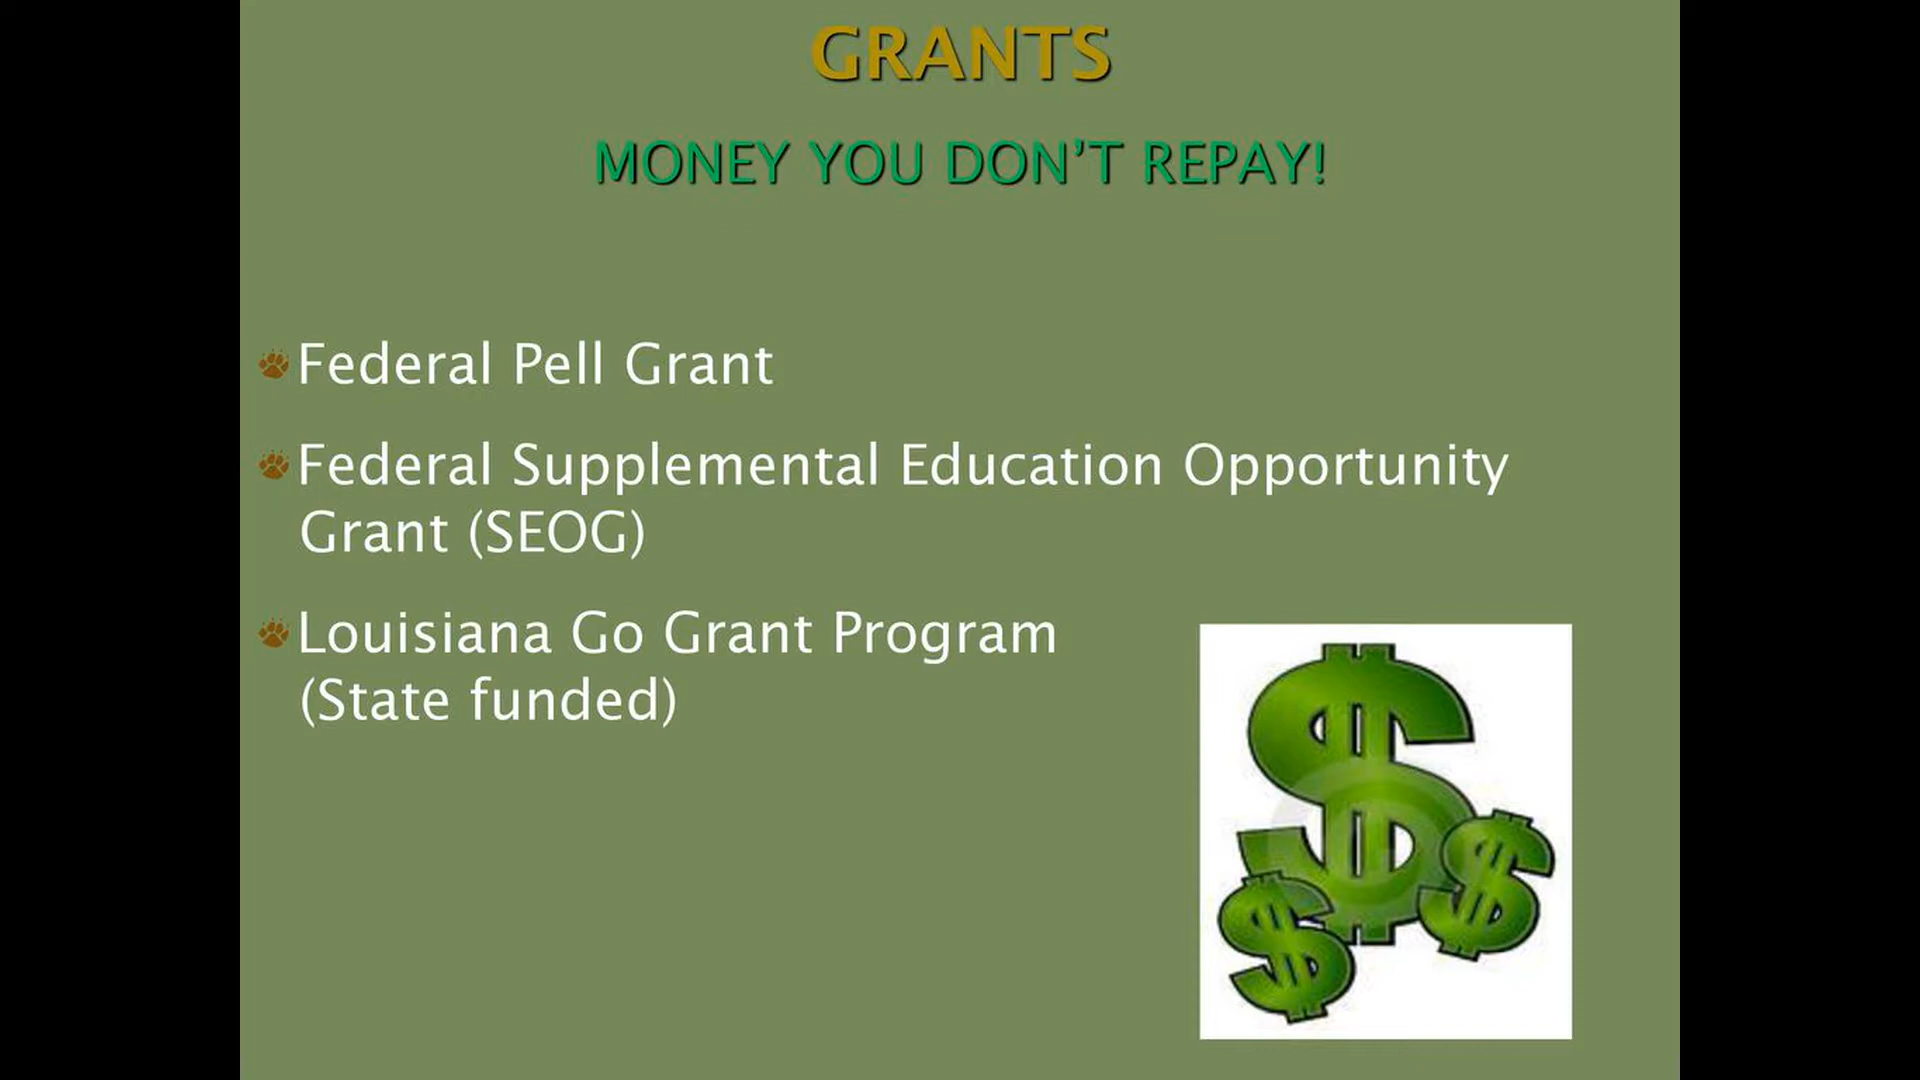 GRANTS
MONEY YOU DON’T REPAY!
Federal Pell Grant
Federal Supplemental Education Opportunity
Grant (SEOG)
Louisiana Go Grant Program
(State funded)